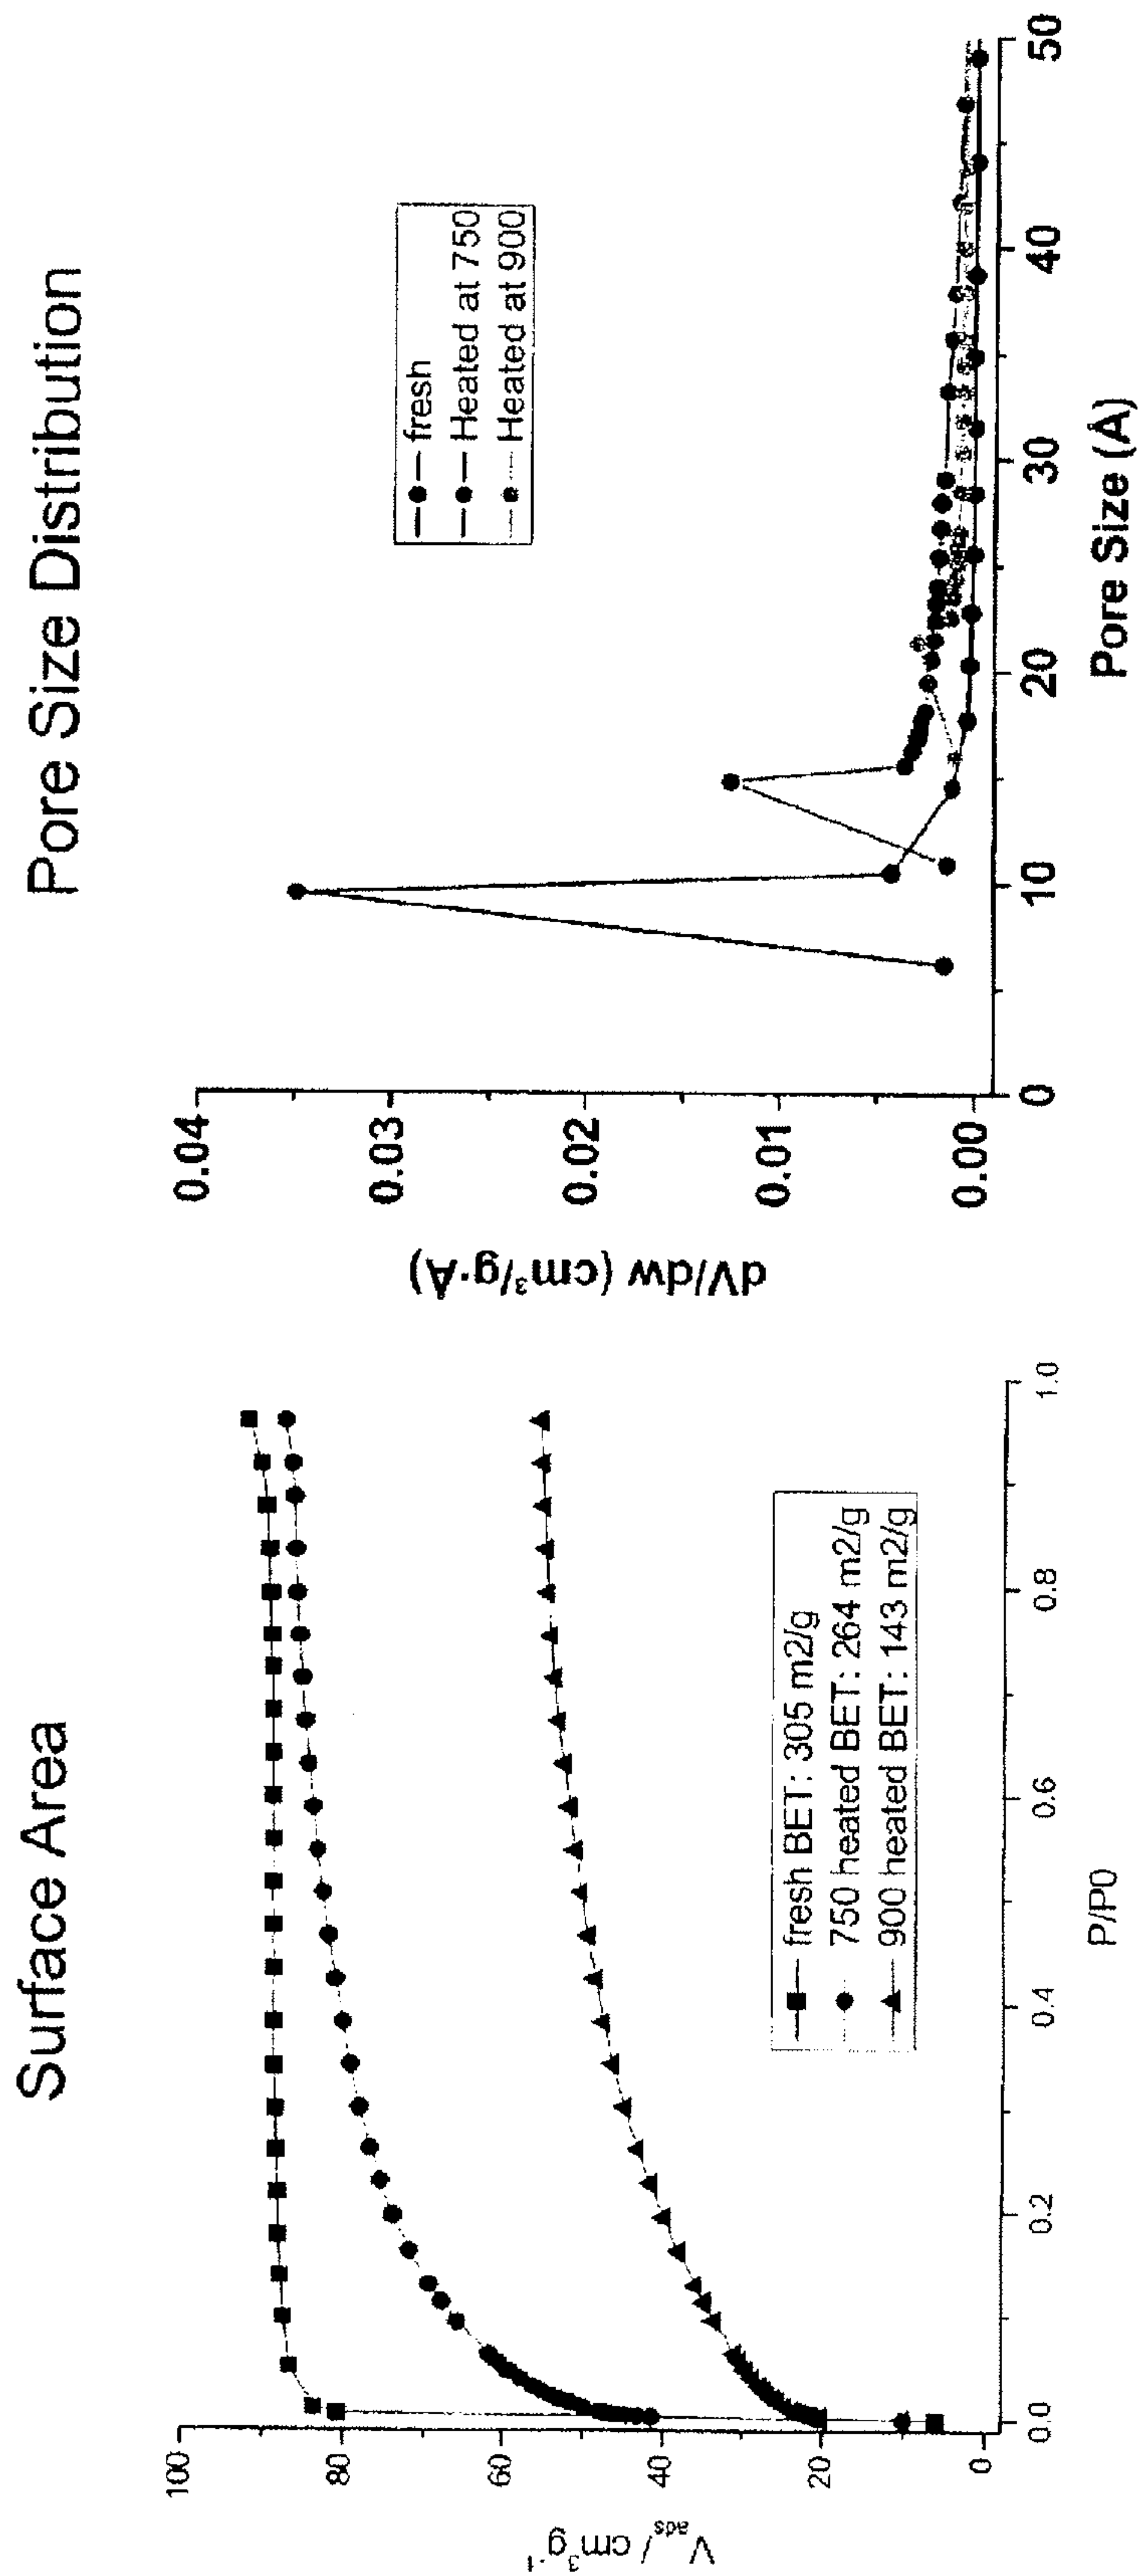 Surface Area
V_ads / cm³g⁻¹
100
80
60
40
20
0
0.0
0.2
0.4
0.6
0.8
1.0
P/P0
fresh BET: 305 m2/g
750 heated BET: 264 m2/g
900 heated BET: 143 m2/g
Pore Size Distribution
dV/dw (cm³/g·Å)
0.04
0.03
0.02
0.01
0.00
0
10
20
30
40
50
Pore Size (Å)
fresh
Heated at 750
Heated at 900